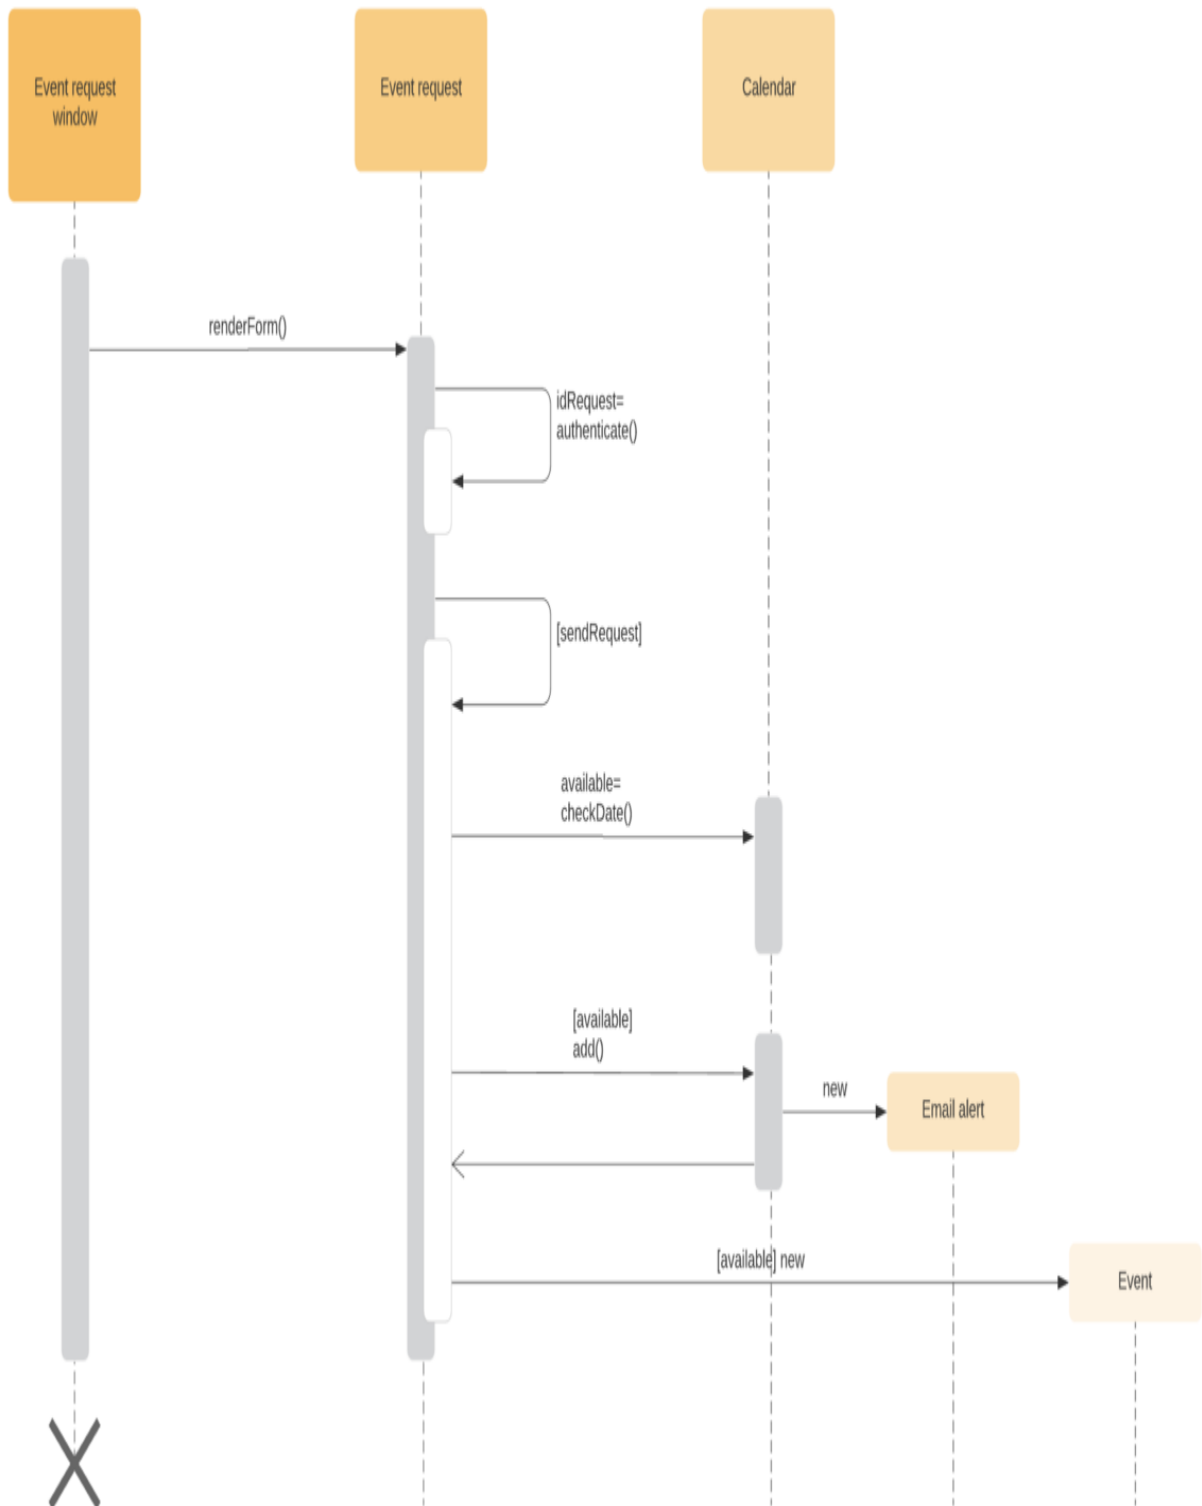 Event request
window
Event request
Calendar
renderForm()
idRequest=
authenticate()
[sendRequest]
available=
checkDate()
[available]
add()
new
Email alert
[available] new
Event